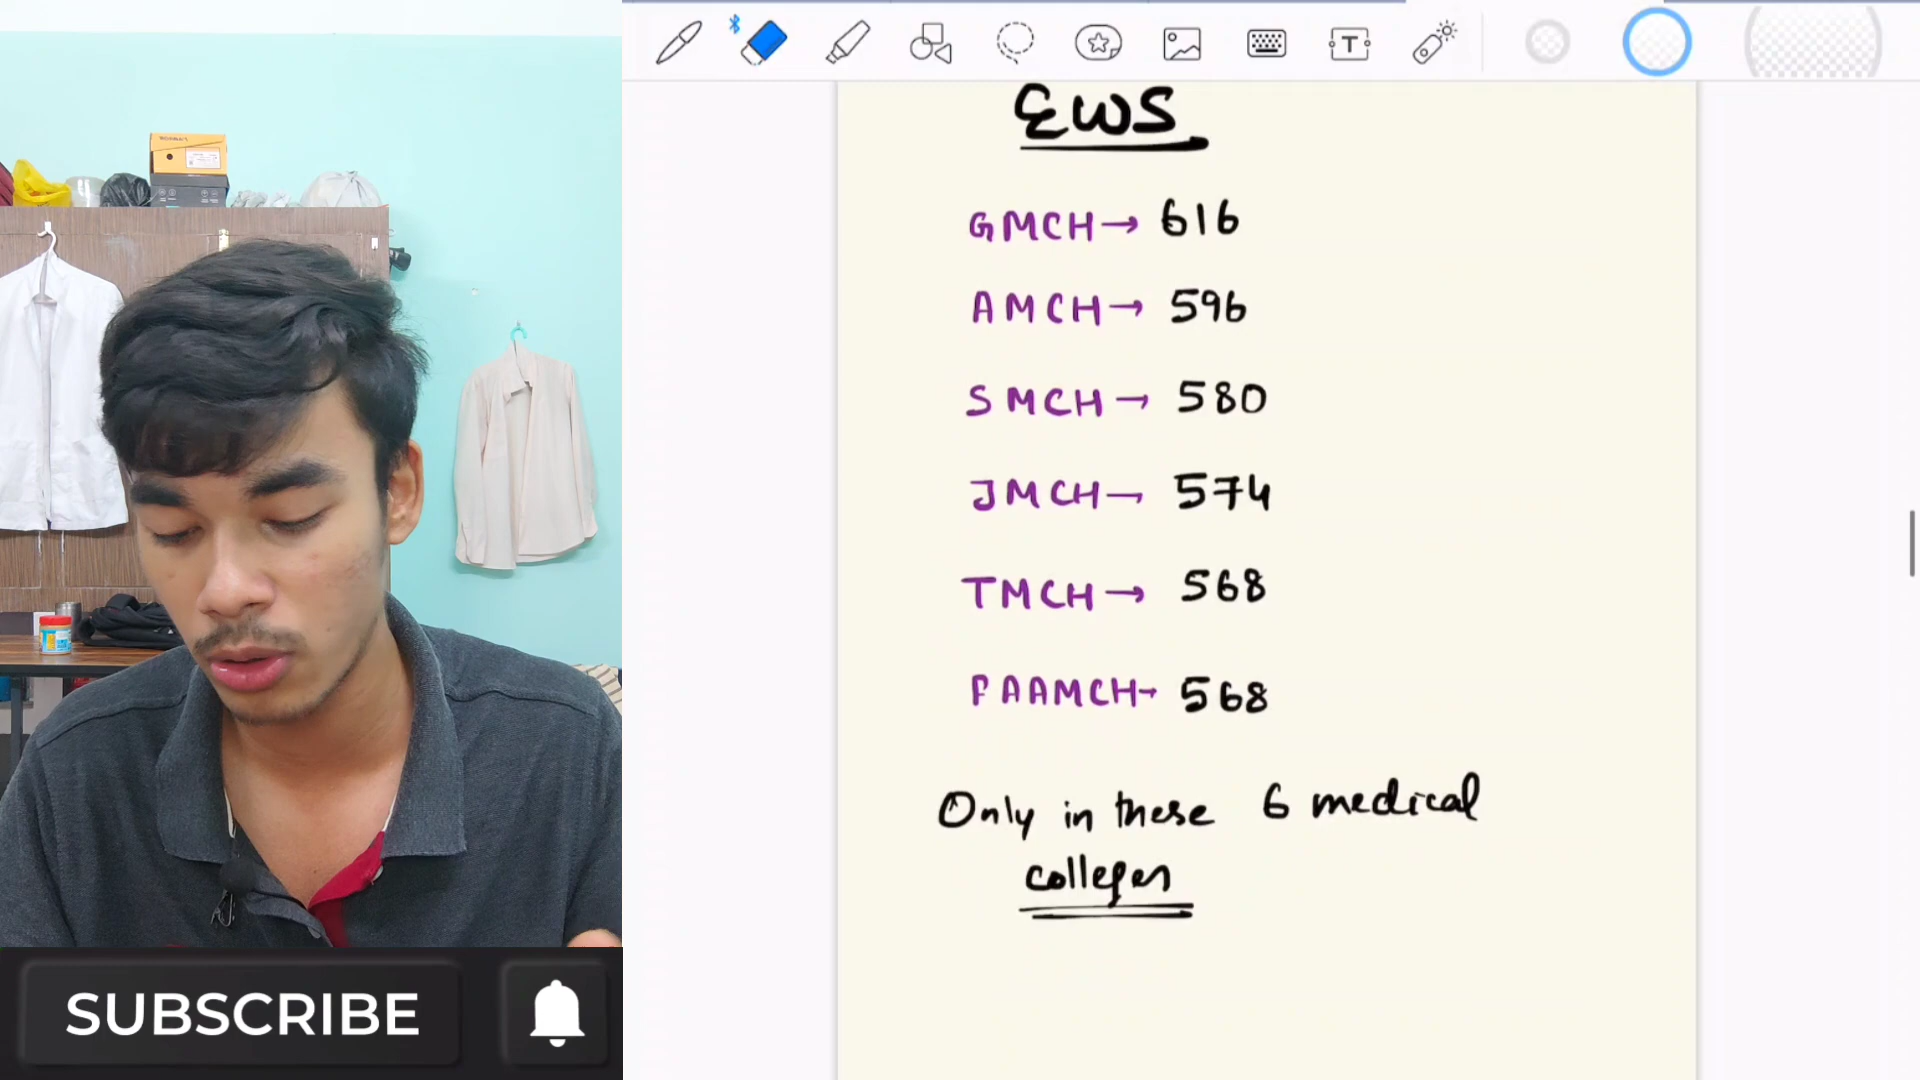 EWS
GMCH → 616
AMCH → 596
SMCH → 580
JMCH → 574
TMCH → 568
FAAMCH → 568
Only in these 6 medical
colleges
T
SUBSCRIBE